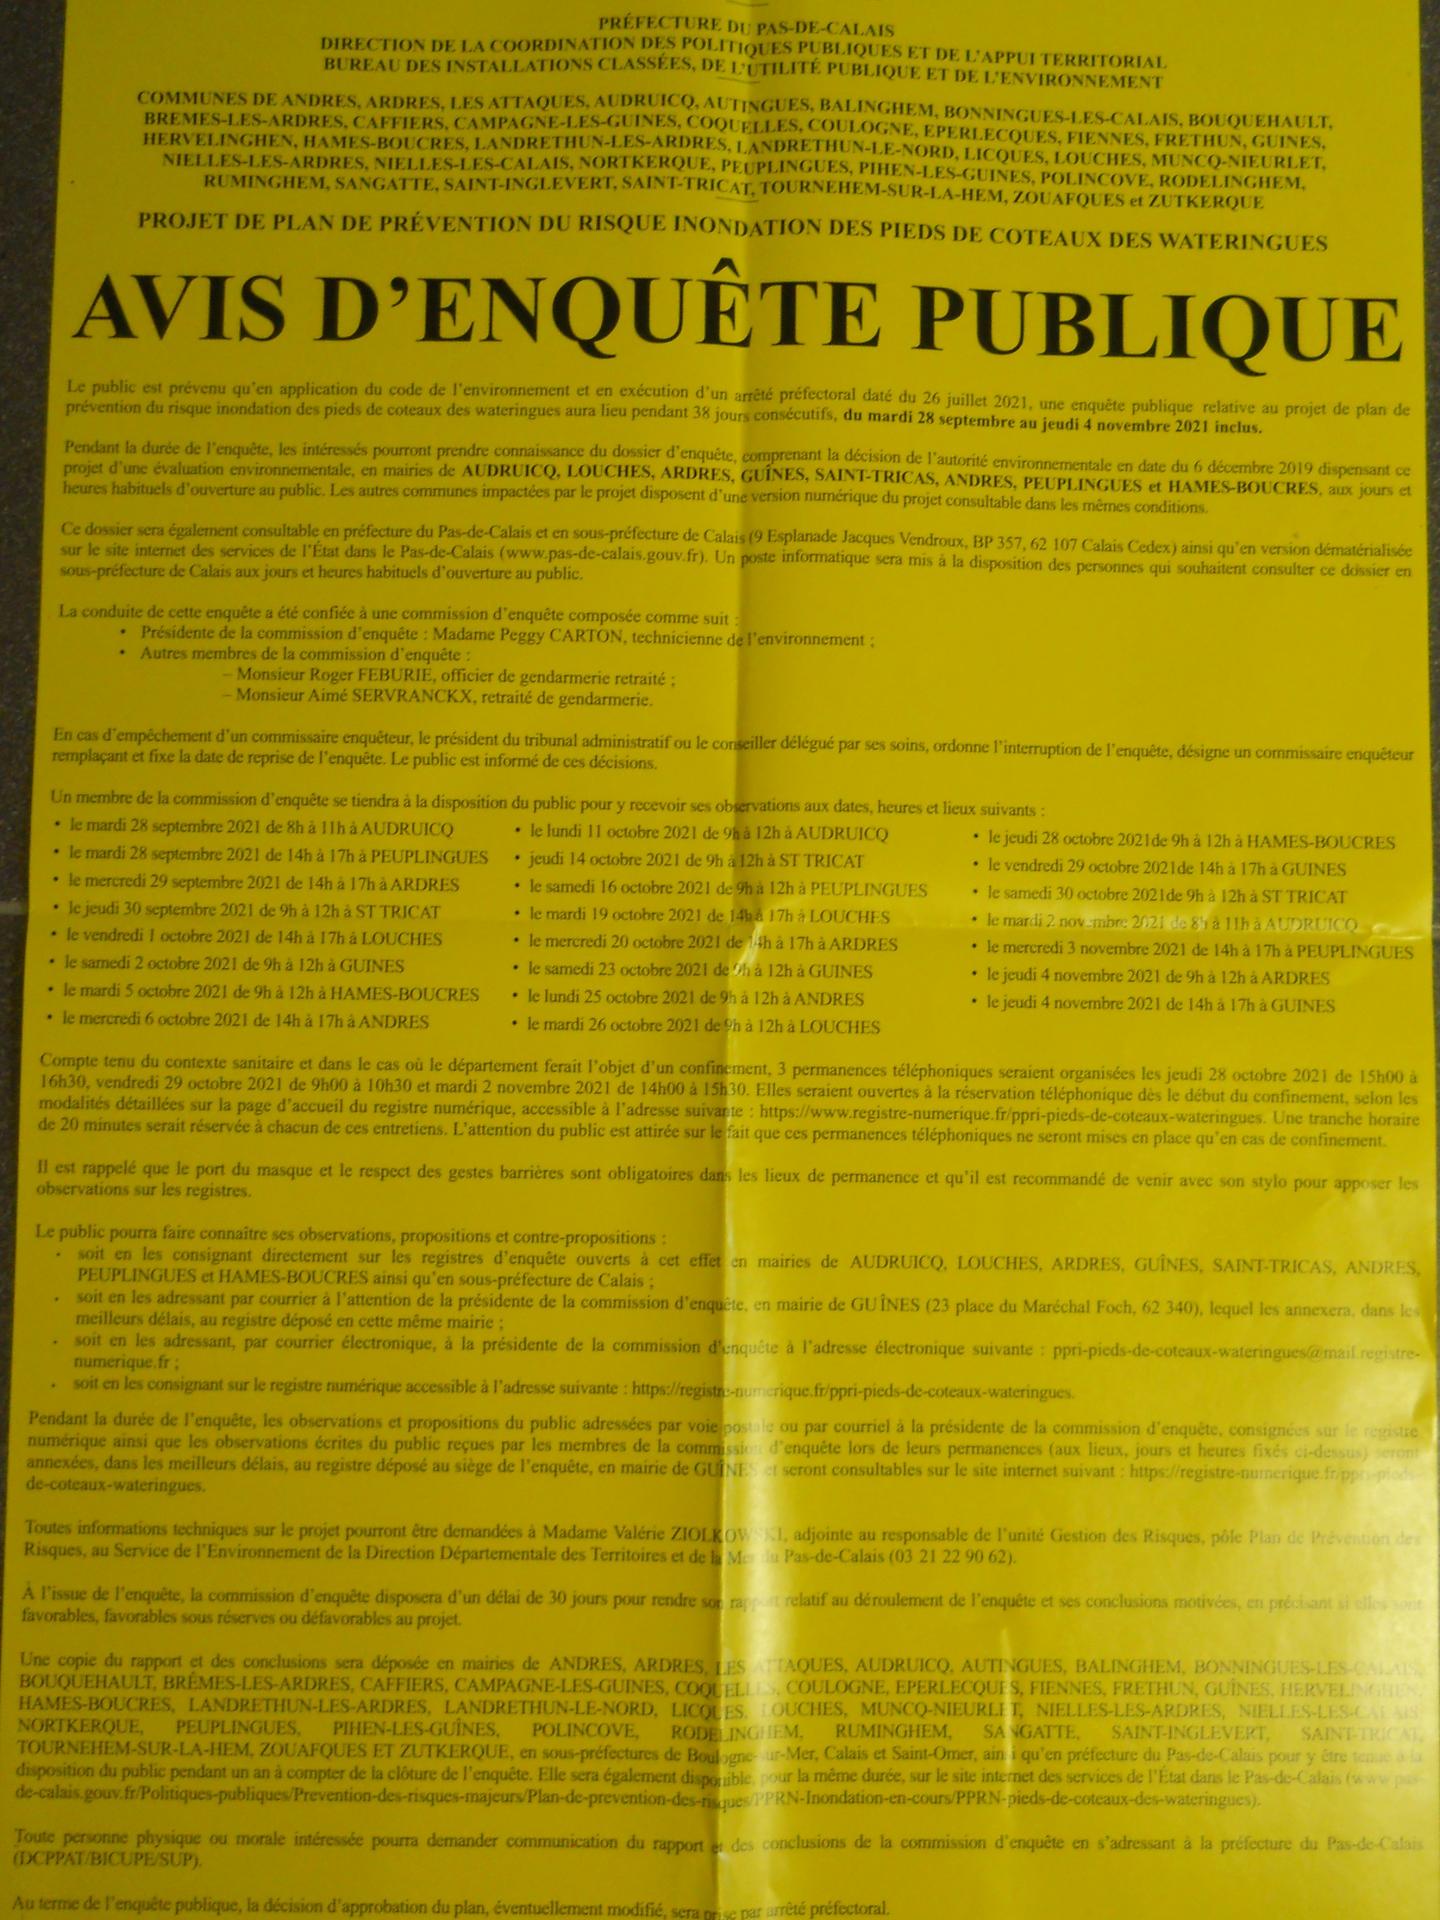 PRÉFECTURE DU PAS-DE-CALAIS
DIRECTION DE LA COORDINATION DES POLITIQUES PUBLIQUES ET DE L'APPUI TERRITORIAL
BUREAU DES INSTALLATIONS CLASSÉES, DE L'UTILITÉ PUBLIQUE ET DE L'ENVIRONNEMENT
COMMUNES DE ANDRES, ARDRES, LES ATTAQUES, AUDRUICQ, AUTINGUES, BALINGHEM, BONNINGUES-LES-CALAIS, BOUQUEHAULT,
BREMES-LES-ARDRES, CAFFIERS, CAMPAGNE-LES-GUINES, COQUELLES, COULOGNE, EPERLECQUES, FIENNES, FRETHUN, GUINES,
HERVELINGHEN, HAMES-BOUCRES, LANDRETHUN-LES-ARDRES, LANDRETHUN-LE-NORD, LICQUES, LOUCHES, MUNCQ-NIEURLET,
NIELLES-LES-ARDRES, NIELLES-LES-CALAIS, NORTKERQUE, PEUPLINGUES, PIHEN-LES-GUINES, POLINCOVE, RODELINGHEM,
RUMINGHEM, SANGATTE, SAINT-INGLEVERT, SAINT-TRICAT, TOURNEHEM-SUR-LA-HEM, ZOUAFQUES et ZUTKERQUE
PROJET DE PLAN DE PRÉVENTION DU RISQUE INONDATION DES PIEDS DE COTEAUX DES WATERINGUES
AVIS D'ENQUÊTE PUBLIQUE
Le public est prévenu qu'en application du code de l'environnement et en exécution d'un arrêté préfectoral daté du 26 juillet 2021, une enquête publique relative au projet de plan de
prévention du risque inondation des pieds de coteaux des wateringues aura lieu pendant 38 jours consécutifs, du mardi 28 septembre au jeudi 4 novembre 2021 inclus.
Pendant la durée de l'enquête, les intéressés pourront prendre connaissance du dossier d'enquête, comprenant la décision de l'autorité environnementale en date du 6 décembre 2019 dispensant ce
projet d'une évaluation environnementale, en mairies de AUDRUICQ, LOUCHES, ARDRES, GUÎNES, SAINT-TRICAS, ANDRES, PEUPLINGUES et HAMES-BOUCRES, aux jours et
heures habituels d'ouverture au public. Les autres communes impactées par le projet disposent d'une version numérique du projet consultable dans les mêmes conditions.
Ce dossier sera également consultable en préfecture du Pas-de-Calais et en sous-préfecture de Calais (9 Esplanade Jacques Vendroux, BP 357, 62 107 Calais Cedex) ainsi qu'en version dématérialisée
sur le site internet des services de l'État dans le Pas-de-Calais (www.pas-de-calais.gouv.fr). Un poste informatique sera mis à la disposition des personnes qui souhaitent consulter ce dossier en
sous-préfecture de Calais aux jours et heures habituels d'ouverture au public.
La conduite de cette enquête a été confiée à une commission d'enquête composée comme suit :
• Présidente de la commission d'enquête : Madame Peggy CARTON, technicienne de l'environnement ;
• Autres membres de la commission d'enquête :
– Monsieur Roger FEBURIE, officier de gendarmerie retraité ;
– Monsieur Aimé SERVRANCKX, retraité de gendarmerie.
En cas d'empêchement d'un commissaire enquêteur, le président du tribunal administratif ou le conseiller délégué par ses soins, ordonne l'interruption de l'enquête, désigne un commissaire enquêteur
remplaçant et fixe la date de reprise de l'enquête. Le public est informé de ces décisions.
Un membre de la commission d'enquête se tiendra à la disposition du public pour y recevoir ses observations aux dates, heures et lieux suivants :
• le mardi 28 septembre 2021 de 8h à 11h à AUDRUICQ
• le mardi 28 septembre 2021 de 14h à 17h à PEUPLINGUES
• le mercredi 29 septembre 2021 de 14h à 17h à ARDRES
• le jeudi 30 septembre 2021 de 9h à 12h à ST TRICAT
• le vendredi 1 octobre 2021 de 14h à 17h à LOUCHES
• le samedi 2 octobre 2021 de 9h à 12h à GUINES
• le mardi 5 octobre 2021 de 9h à 12h à HAMES-BOUCRES
• le mercredi 6 octobre 2021 de 14h à 17h à ANDRES
• le lundi 11 octobre 2021 de 9h à 12h à AUDRUICQ
• jeudi 14 octobre 2021 de 9h à 12h à ST TRICAT
• le samedi 16 octobre 2021 de 9h à 12h à PEUPLINGUES
• le mardi 19 octobre 2021 de 14h à 17h à LOUCHES
• le mercredi 20 octobre 2021 de 14h à 17h à ARDRES
• le samedi 23 octobre 2021 de 9h à 12h à GUINES
• le lundi 25 octobre 2021 de 9h à 12h à ANDRES
• le mardi 26 octobre 2021 de 9h à 12h à LOUCHES
• le jeudi 28 octobre 2021de 9h à 12h à HAMES-BOUCRES
• le vendredi 29 octobre 2021de 14h à 17h à GUINES
• le samedi 30 octobre 2021de 9h à 12h à ST TRICAT
• le mardi 2 novembre 2021 de 8h à 11h à AUDRUICQ
• le mercredi 3 novembre 2021 de 14h à 17h à PEUPLINGUES
• le jeudi 4 novembre 2021 de 9h à 12h à ARDRES
• le jeudi 4 novembre 2021 de 14h à 17h à GUINES
Compte tenu du contexte sanitaire et dans le cas où le département ferait l'objet d'un confinement, 3 permanences téléphoniques seraient organisées les jeudi 28 octobre 2021 de 15h00 à
16h30, vendredi 29 octobre 2021 de 9h00 à 10h30 et mardi 2 novembre 2021 de 14h00 à 15h30. Elles seraient ouvertes à la réservation téléphonique dès le début du confinement, selon les
modalités détaillées sur la page d'accueil du registre numérique, accessible à l'adresse suivante : https://www.registre-numerique.fr/ppri-pieds-de-coteaux-wateringues. Une tranche horaire
de 20 minutes serait réservée à chacun de ces entretiens. L'attention du public est attirée sur le fait que ces permanences téléphoniques ne seront mises en place qu'en cas de confinement.
Il est rappelé que le port du masque et le respect des gestes barrières sont obligatoires dans les lieux de permanence et qu'il est recommandé de venir avec son stylo pour apposer les
observations sur les registres.
Le public pourra faire connaître ses observations, propositions et contre-propositions :
• soit en les consignant directement sur les registres d'enquête ouverts à cet effet en mairies de AUDRUICQ, LOUCHES, ARDRES, GUÎNES, SAINT-TRICAS, ANDRES,
PEUPLINGUES et HAMES-BOUCRES ainsi qu'en sous-préfecture de Calais ;
• soit en les adressant par courrier à l'attention de la présidente de la commission d'enquête, en mairie de GUÎNES (23 place du Maréchal Foch, 62 340), lequel les annexera, dans les
meilleurs délais, au registre déposé en cette même mairie ;
• soit en les adressant, par courrier électronique, à la présidente de la commission d'enquête à l'adresse électronique suivante : ppri-pieds-de-coteaux-wateringues@mail.registre-
numerique.fr ;
• soit en les consignant sur le registre numérique accessible à l'adresse suivante : https://registre-numerique.fr/ppri-pieds-de-coteaux-wateringues.
Pendant la durée de l'enquête, les observations et propositions du public adressées par voie postale ou par courriel à la présidente de la commission d'enquête, consignées sur le registre
numérique ainsi que les observations écrites du public reçues par les membres de la commission d'enquête lors de leurs permanences (aux lieux, jours et heures fixés ci-dessus) seront
annexées, dans les meilleurs délais, au registre déposé au siège de l'enquête, en mairie de GUÎNES et seront consultables sur le site internet suivant : https://registre-numerique.fr/ppri-pieds-
de-coteaux-wateringues.
Toutes informations techniques sur le projet pourront être demandées à Madame Valérie ZIOLKOWSKI, adjointe au responsable de l'unité Gestion des Risques, pôle Plan de Prévention des
Risques, au Service de l'Environnement de la Direction Départementale des Territoires et de la Mer du Pas-de-Calais (03 21 22 90 62).
À l'issue de l'enquête, la commission d'enquête disposera d'un délai de 30 jours pour rendre son rapport relatif au déroulement de l'enquête et ses conclusions motivées, en précisant si elles sont
favorables, favorables sous réserves ou défavorables au projet.
Une copie du rapport et des conclusions sera déposée en mairies de ANDRES, ARDRES, LES ATTAQUES, AUDRUICQ, AUTINGUES, BALINGHEM, BONNINGUES-LES-CALAIS,
BOUQUEHAULT, BRÊMES-LES-ARDRES, CAFFIERS, CAMPAGNE-LES-GUINES, COQUELLES, COULOGNE, EPERLECQUES, FIENNES, FRETHUN, GUÎNES, HERVELINGHEN,
HAMES-BOUCRES, LANDRETHUN-LES-ARDRES, LANDRETHUN-LE-NORD, LICQUES, LOUCHES, MUNCQ-NIEURLET, NIELLES-LES-ARDRES, NIELLES-LES-CALAIS
NORTKERQUE, PEUPLINGUES, PIHEN-LES-GUÎNES, POLINCOVE, RODELINGHEM, RUMINGHEM, SANGATTE, SAINT-INGLEVERT, SAINT-TRICAT,
TOURNEHEM-SUR-LA-HEM, ZOUAFQUES ET ZUTKERQUE, en sous-préfectures de Boulogne-sur-Mer, Calais et Saint-Omer, ainsi qu'en préfecture du Pas-de-Calais pour y être tenue à la
disposition du public pendant un an à compter de la clôture de l'enquête. Elle sera également disponible, pour la même durée, sur le site internet des services de l'État dans le Pas-de-Calais (www.pas-
de-calais.gouv.fr/Politiques-publiques/Prevention-des-risques-majeurs/Plan-de-prevention-des-risques/PPRN-Inondation-en-cours/PPRN-pieds-de-coteaux-des-wateringues).
Toute personne physique ou morale intéressée pourra demander communication du rapport et des conclusions de la commission d'enquête en s'adressant à la préfecture du Pas-de-Calais
(DCPPAT/BICUPE/SUP).
Au terme de l'enquête publique, la décision d'approbation du plan, éventuellement modifié, sera prise par arrêté préfectoral.